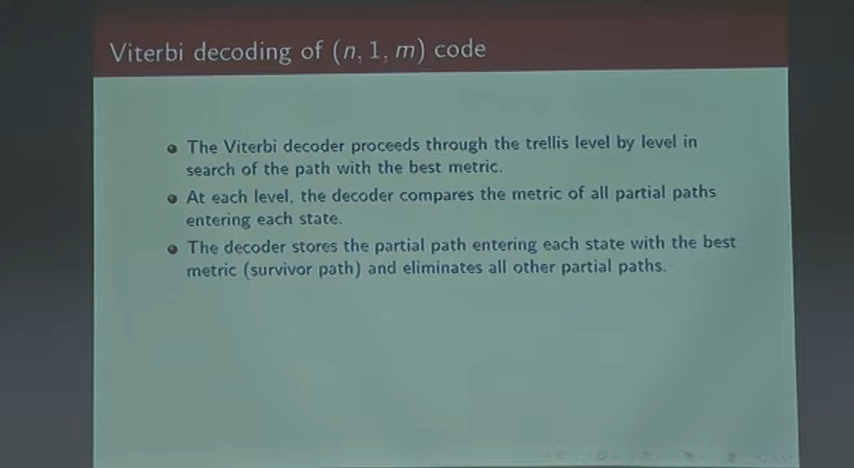 Viterbi decoding of (n, 1, m) code
• The Viterbi decoder proceeds through the trellis level by level in
search of the path with the best metric.
• At each level, the decoder compares the metric of all partial paths
entering each state.
• The decoder stores the partial path entering each state with the best
metric (survivor path) and eliminates all other partial paths.